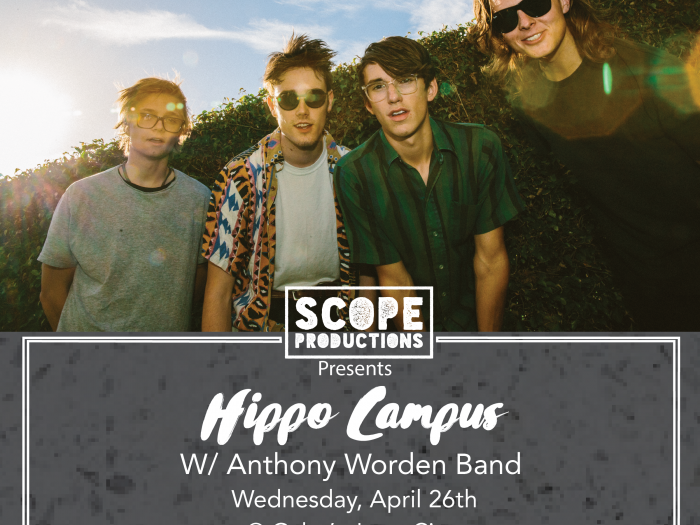 SCOPE
PRODUCTIONS
Presents
Hippo Campus
W/ Anthony Worden Band
Wednesday, April 26th